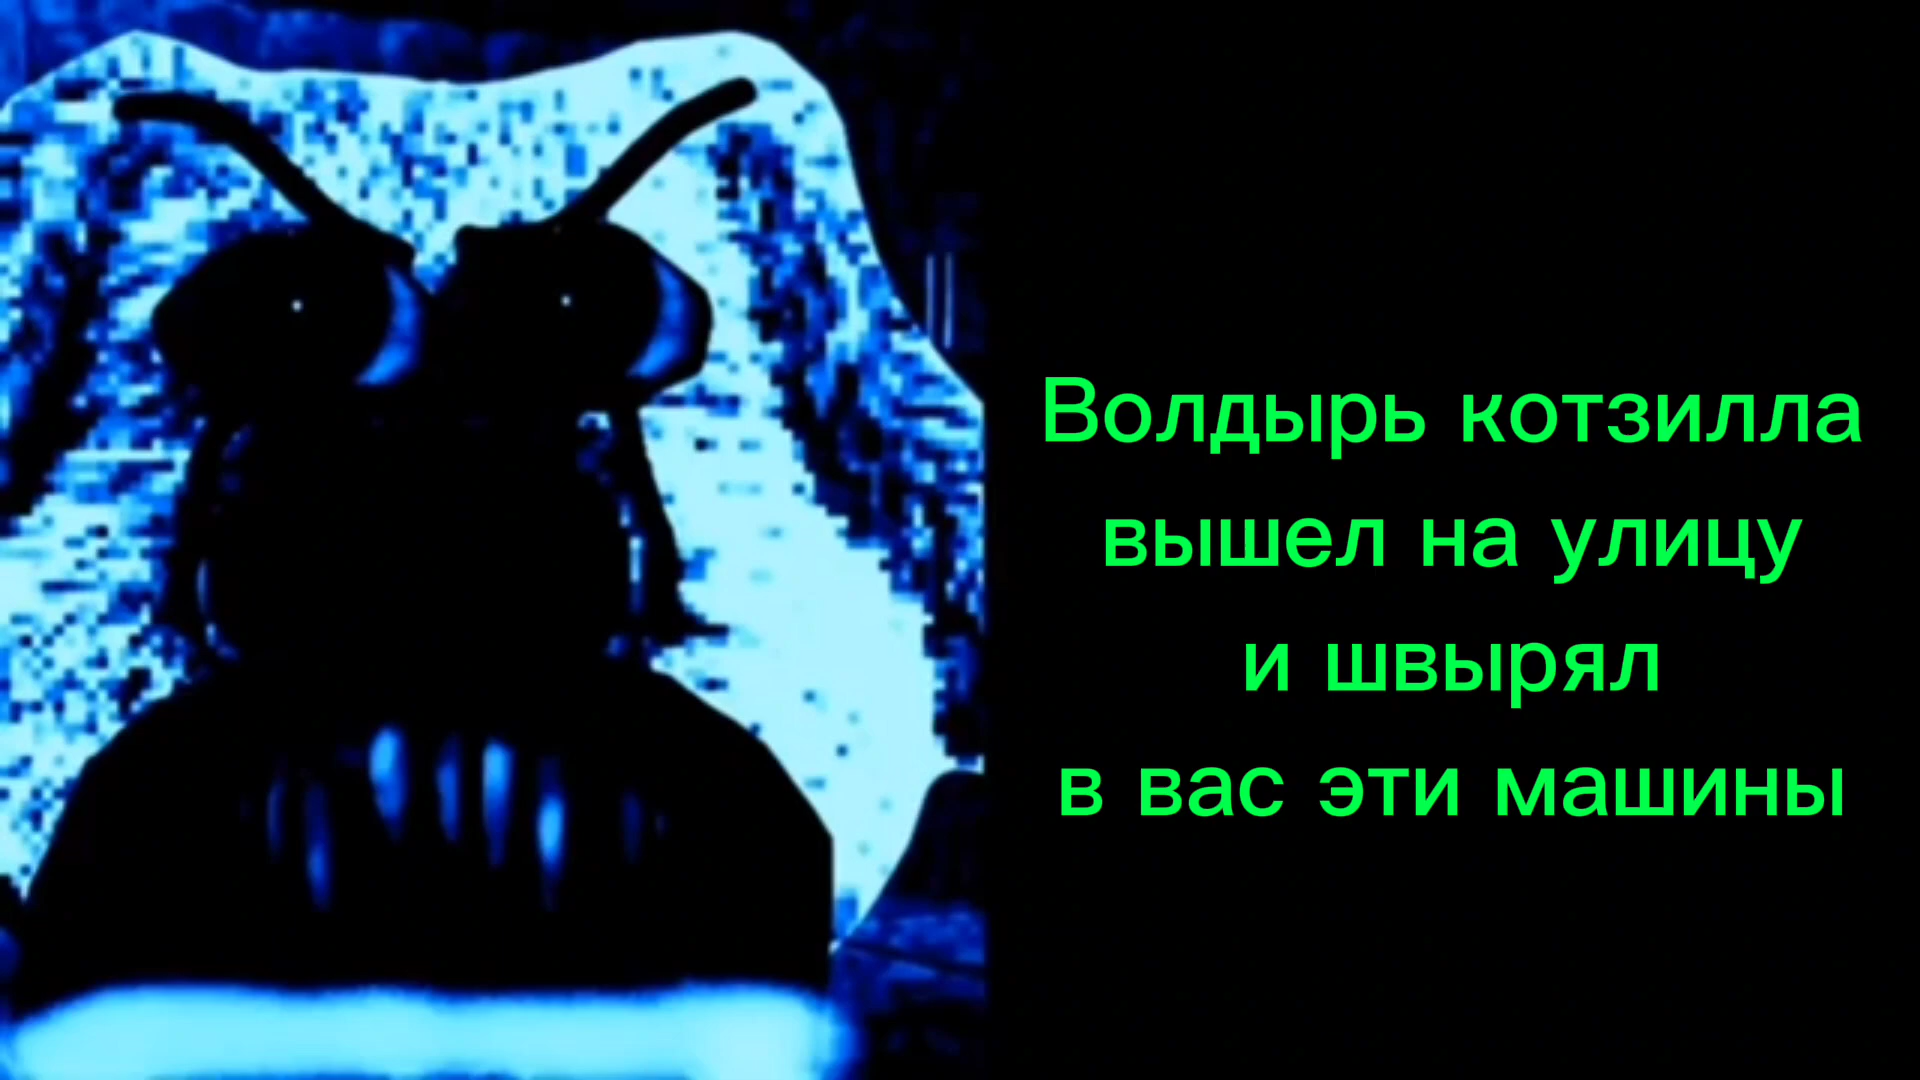 Волдырь котзилла
вышел на улицу
и швырял
в вас эти машины